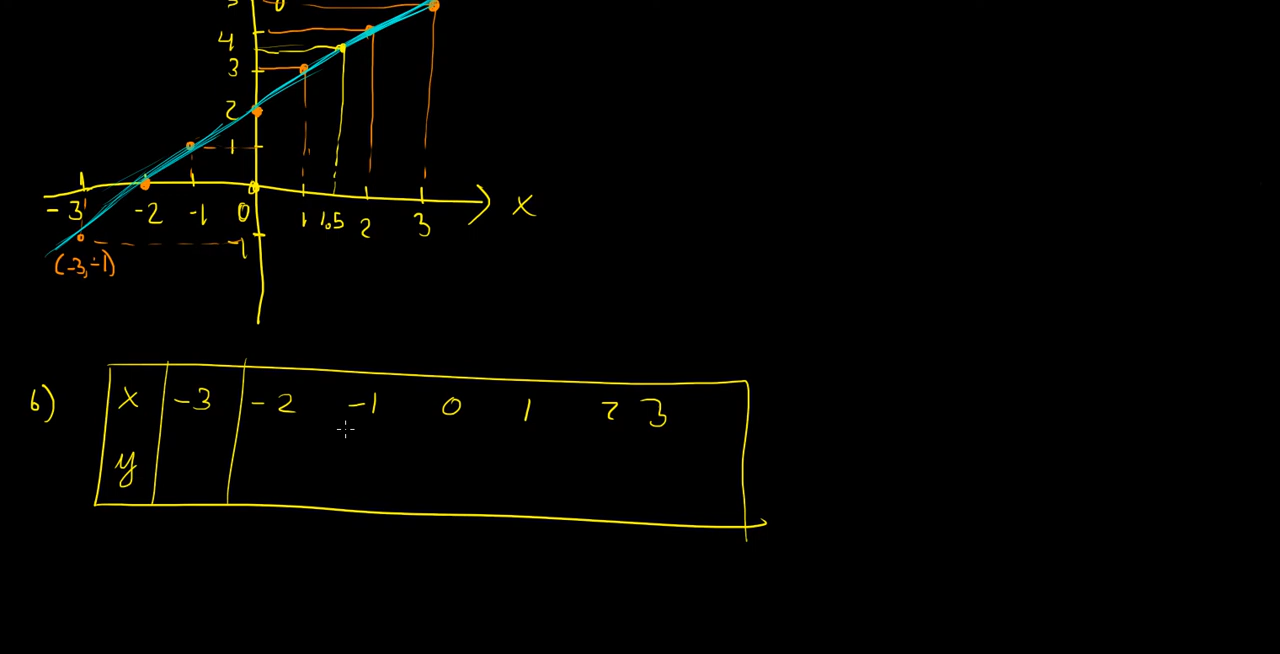 4
3
2
1
-3 -2 -1 0 1 1.5 2 3 x
-1
(-3,-1)
b)
x -3 -2 -1 0 1 2 3
y